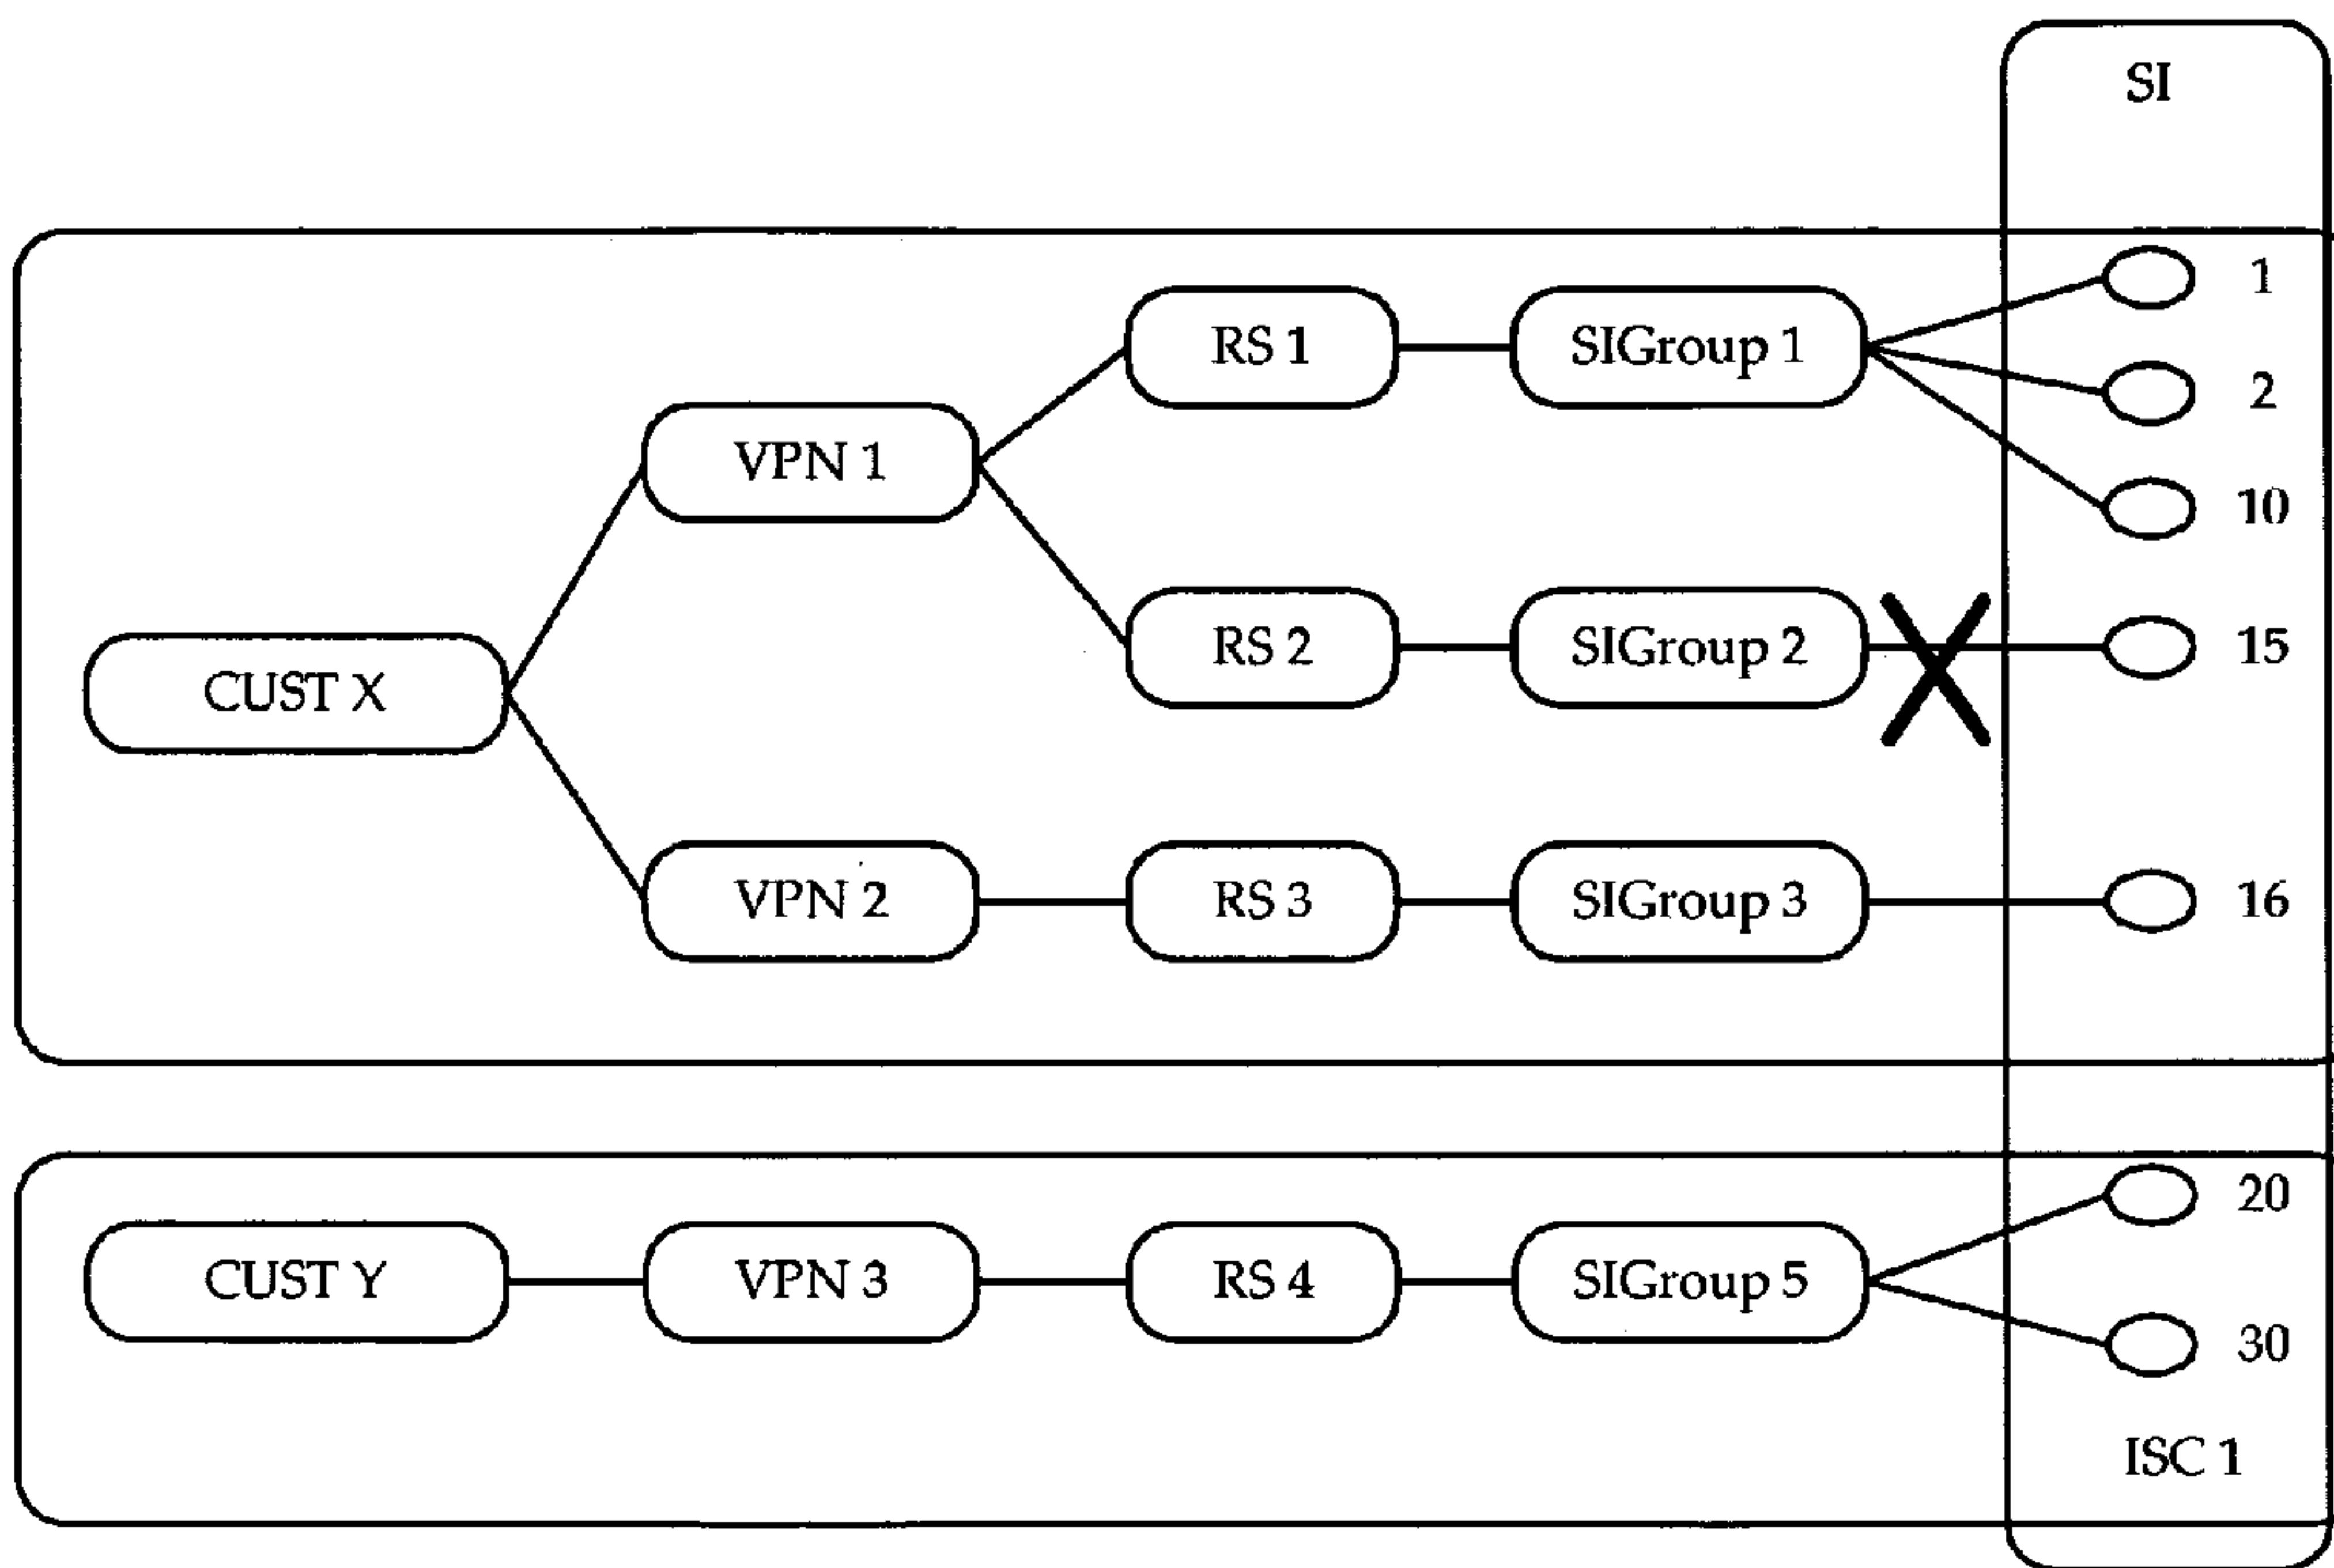 SI
1
RS 1
SIGroup 1
2
VPN 1
10
RS 2
SIGroup 2
15
CUST X
VPN 2
RS 3
SIGroup 3
16
20
CUST Y
VPN 3
RS 4
SIGroup 5
30
ISC 1